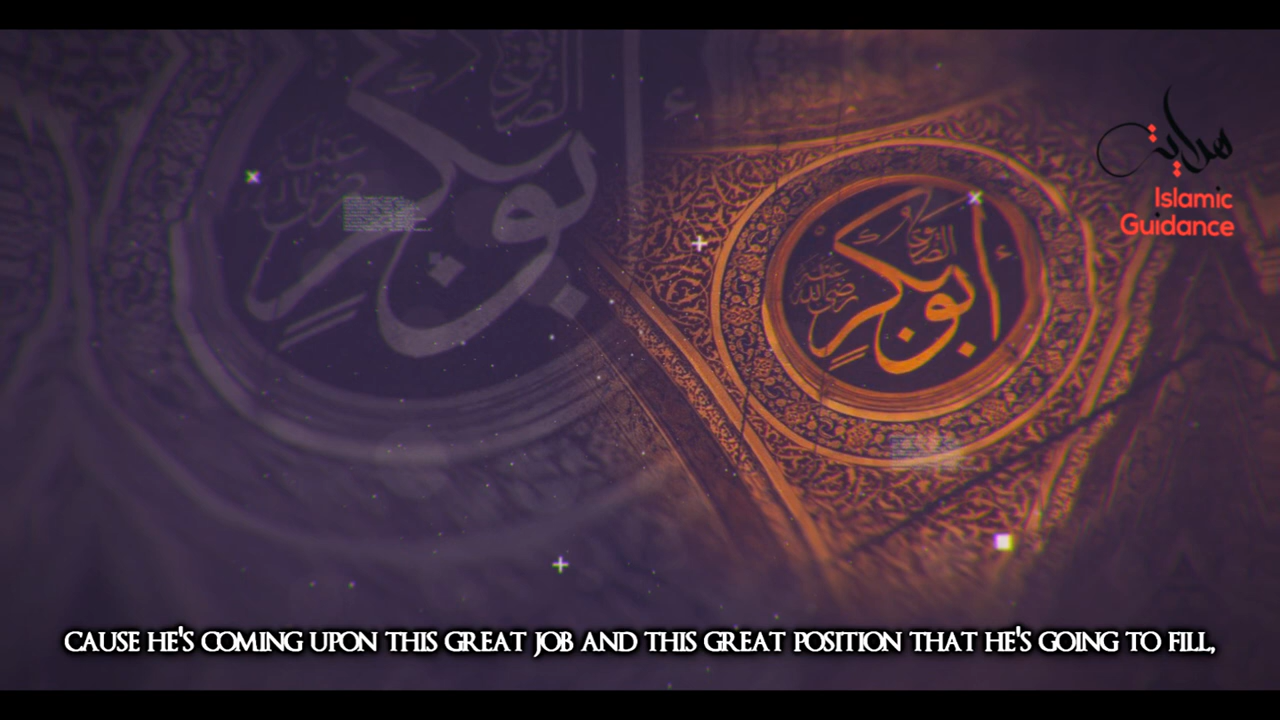 أبو بكر
الصديق
رضي الله
عنه
هداية
Islamic
Guidance
CAUSE HE'S COMING UPON THIS GREAT JOB AND THIS GREAT POSITION THAT HE'S GOING TO FILL,